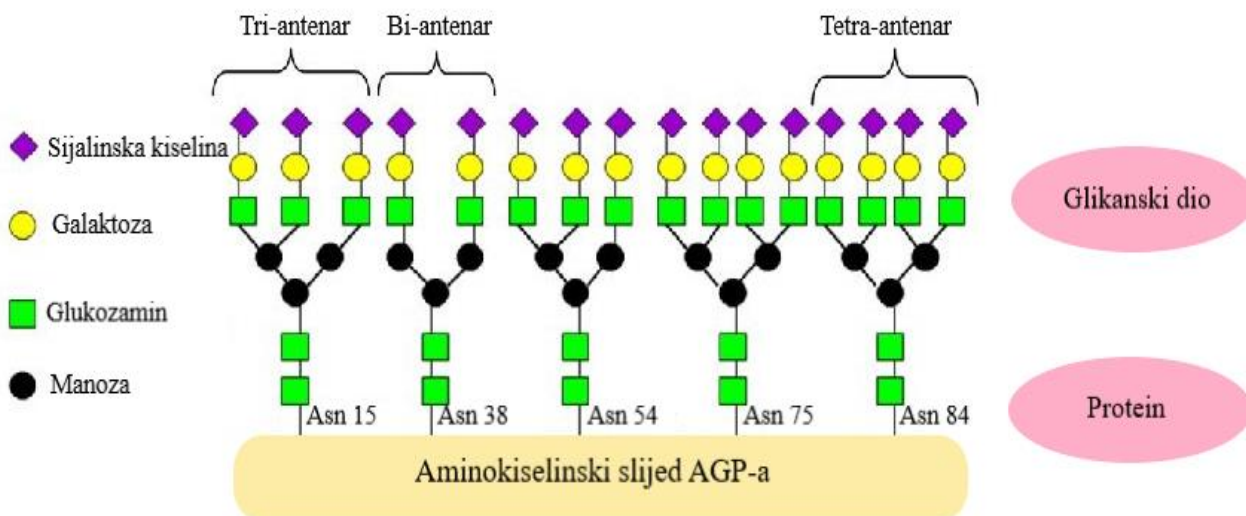 Tri-antenar
Bi-antenar
Tetra-antenar
Sijalinska kiselina
Galaktoza
Glukozamin
Manoza
Glikanski dio
Protein
Asn 15
Asn 38
Asn 54
Asn 75
Asn 84
Aminokiselinski slijed AGP-a